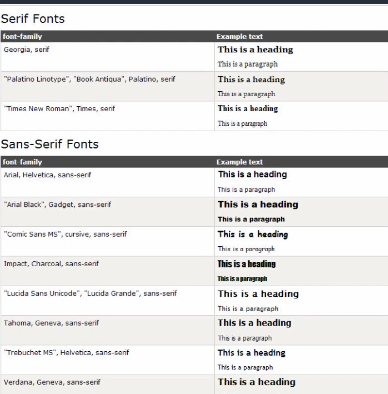 Serif Fonts
font-family Example text
Georgia, serif This is a heading
This is a paragraph
"Palatino Linotype", "Book Antiqua", Palatino, serif This is a heading
This is a paragraph
"Times New Roman", Times, serif This is a heading
This is a paragraph
Sans-Serif Fonts
font-family Example text
Arial, Helvetica, sans-serif This is a heading
This is a paragraph
"Arial Black", Gadget, sans-serif This is a heading
This is a paragraph
"Comic Sans MS", cursive, sans-serif This is a heading
This is a paragraph
Impact, Charcoal, sans-serif This is a heading
This is a paragraph
"Lucida Sans Unicode", "Lucida Grande", sans-serif This is a heading
This is a paragraph
Tahoma, Geneva, sans-serif This is a heading
This is a paragraph
"Trebuchet MS", Helvetica, sans-serif This is a heading
This is a paragraph
Verdana, Geneva, sans-serif This is a heading